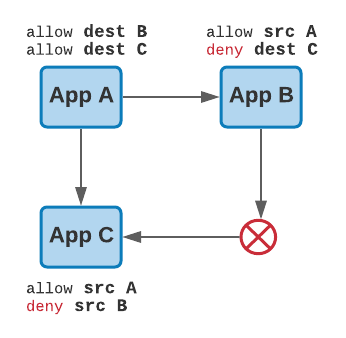 allow dest B
allow dest C
allow src A
deny dest C
App A
App B
App C
allow src A
deny src B